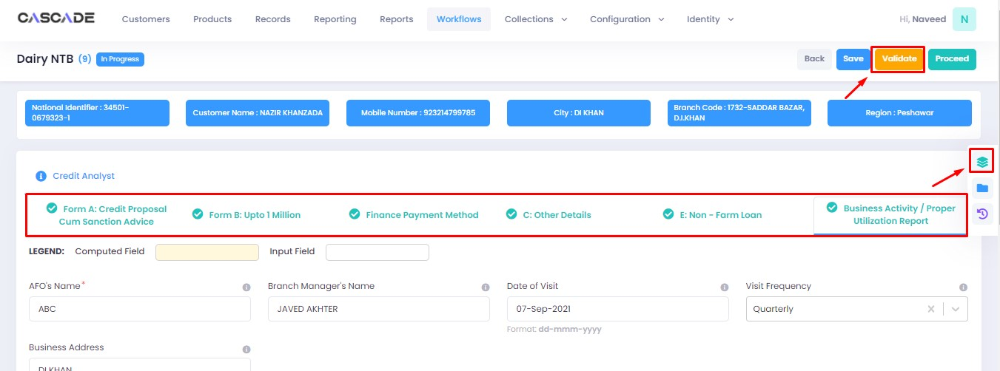 CASCADE
Customers Products Records Reporting Reports Workflows Collections Configuration Identity
Hi, Naveed N
Dairy NTB (9) In Progress
Back Save Validate Proceed
National Identifier : 34501-
0679323-1
Customer Name : NAZIR KHANZADA
Mobile Number : 923214799785
City : DI KHAN
Branch Code : 1732-SADDAR BAZAR,
D.I.KHAN
Region : Peshawar
Credit Analyst
Form A: Credit Proposal
Cum Sanction Advice
Form B: Upto 1 Million
Finance Payment Method
C: Other Details
E: Non - Farm Loan
Business Activity / Proper
Utilization Report
LEGEND: Computed Field Input Field
AFO's Name* Branch Manager's Name Date of Visit Visit Frequency
ABC JAVED AKHTER 07-Sep-2021 Quarterly
Format: dd-mmm-yyyy
Business Address
DI KHAN